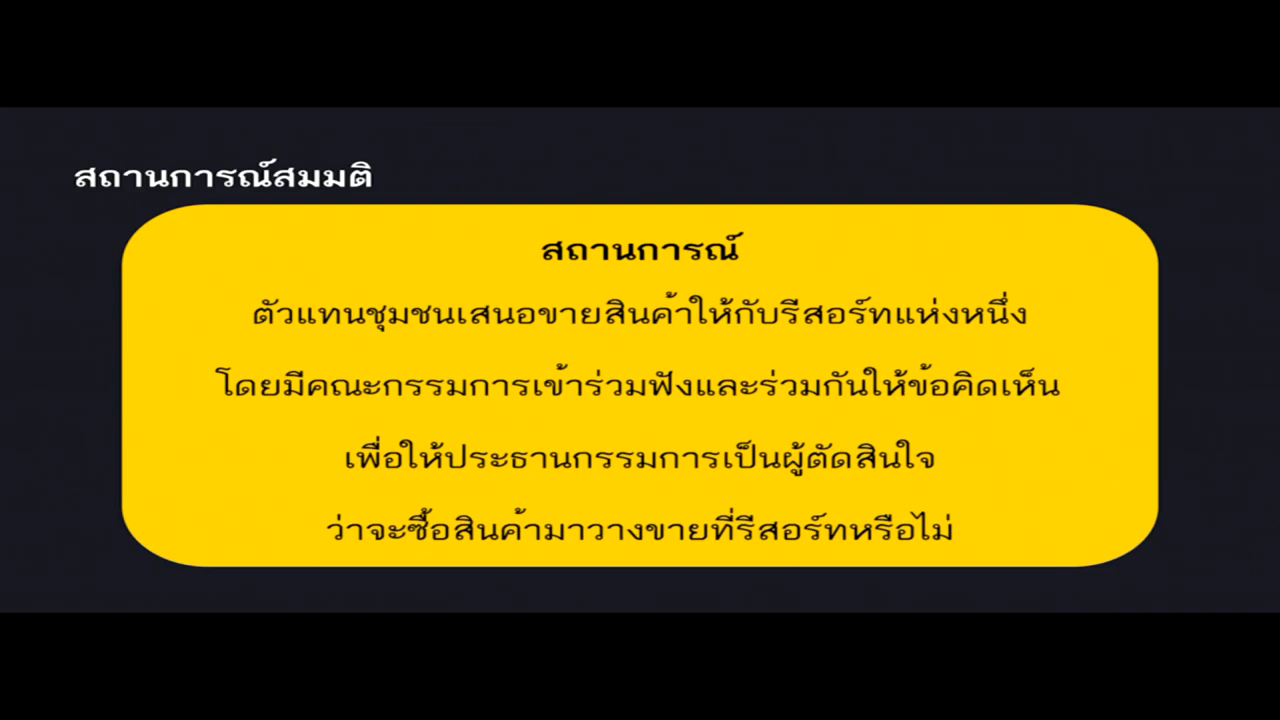 สถานการณ์สมมติ
สถานการณ์
ตัวแทนชุมชนเสนอขายสินค้าให้กับรีสอร์ทแห่งหนึ่ง
โดยมีคณะกรรมการเข้าร่วมฟังและร่วมกันให้ข้อคิดเห็น
เพื่อให้ประธานกรรมการเป็นผู้ตัดสินใจ
ว่าจะซื้อสินค้ามาวางขายที่รีสอร์ทหรือไม่